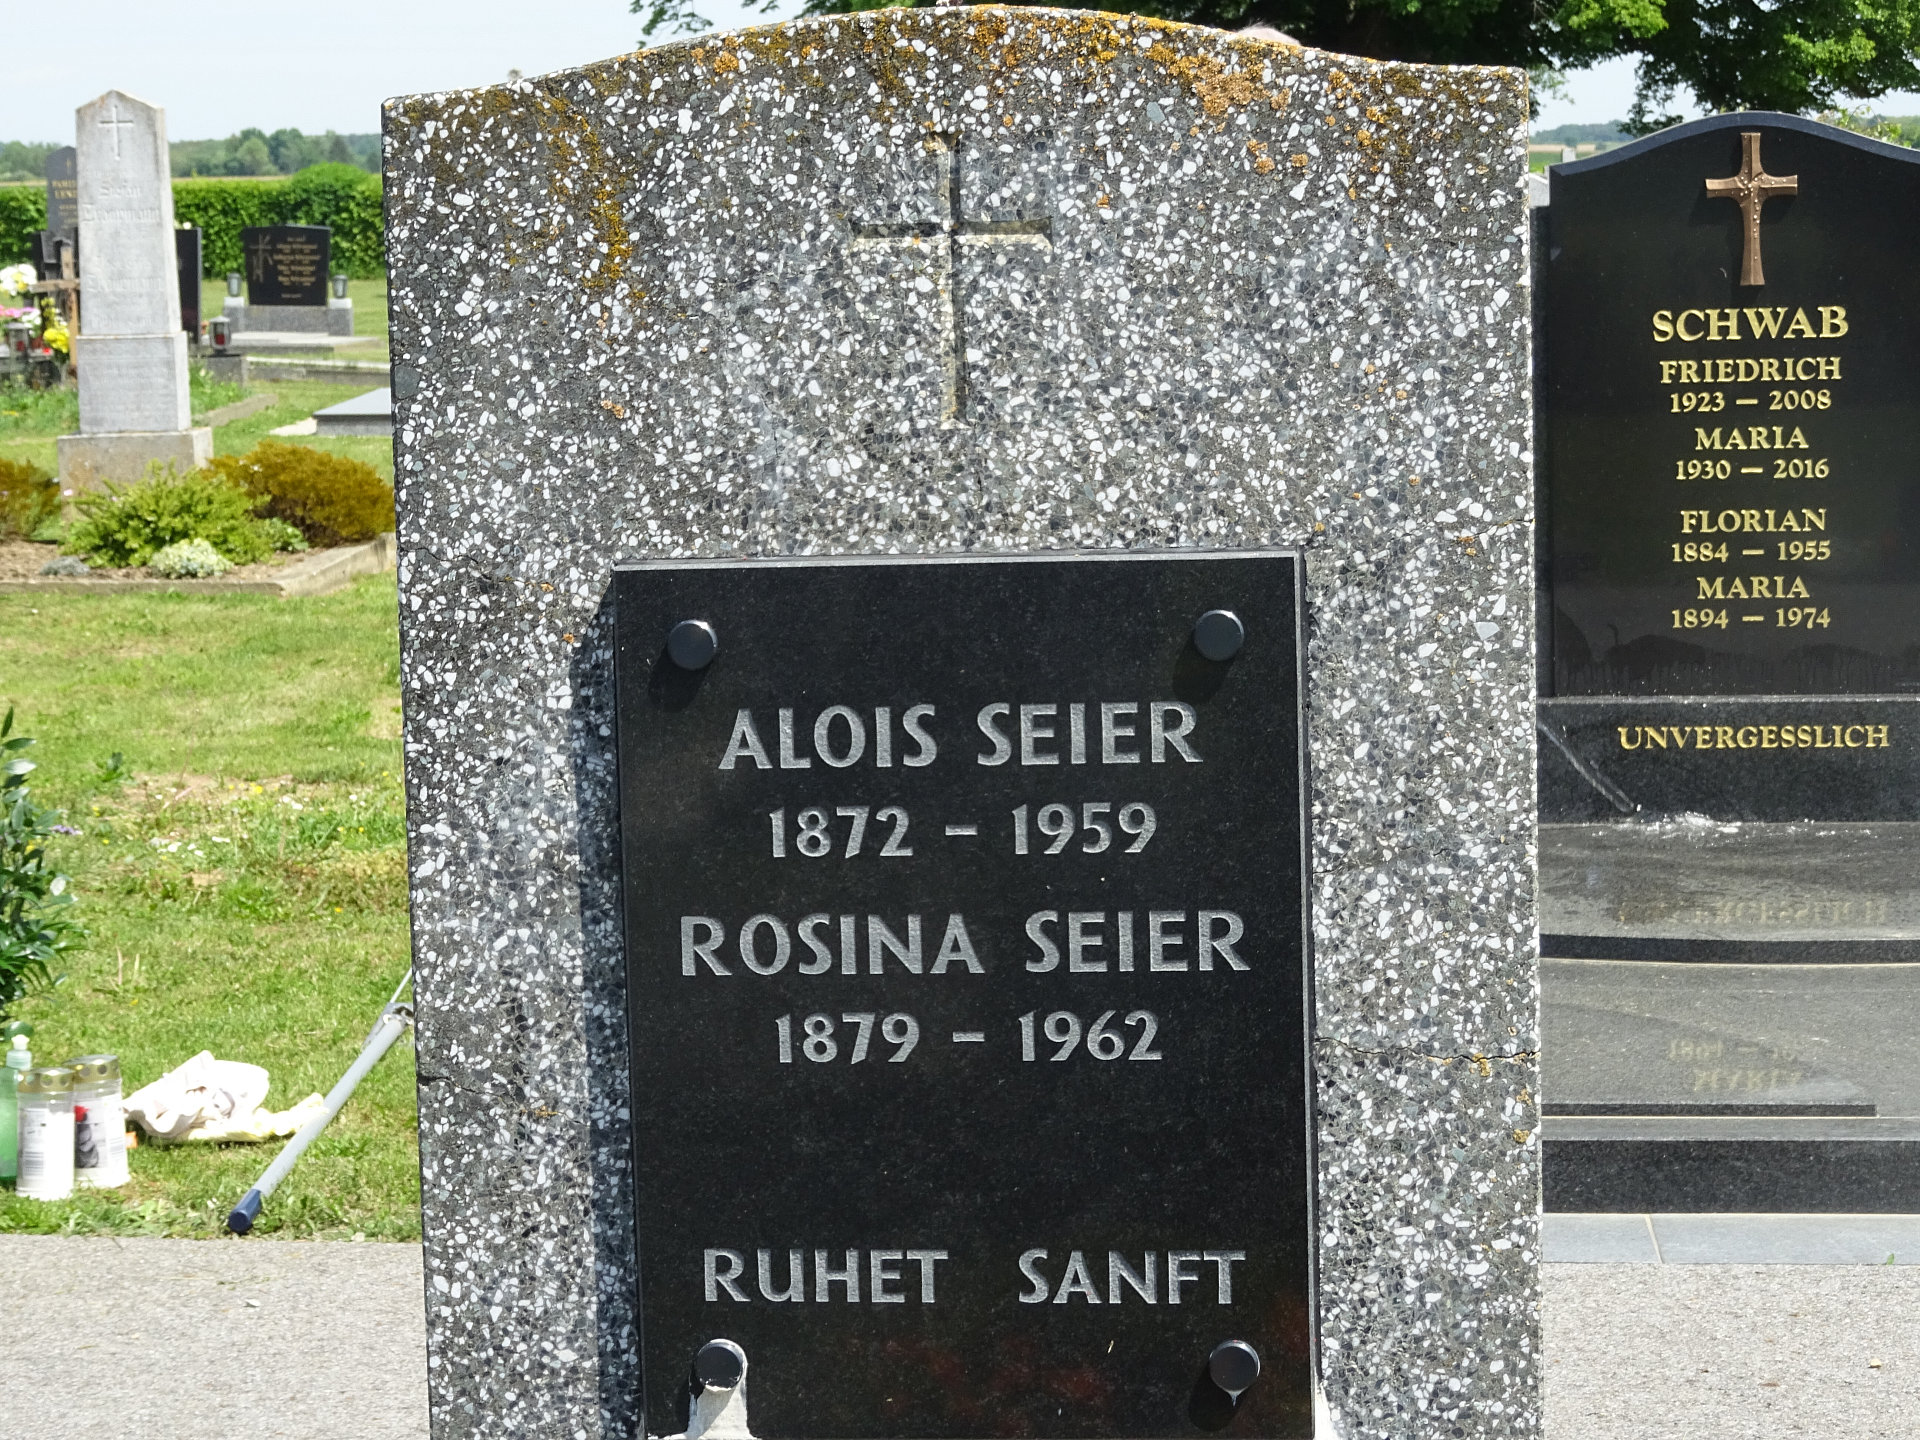 ALOIS SEIER
1872 – 1959
ROSINA SEIER
1879 – 1962
RUHET SANFT
SCHWAB
FRIEDRICH
1923 – 2008
MARIA
1930 – 2016
FLORIAN
1884 – 1955
MARIA
1894 – 1974
UNVERGESSLICH